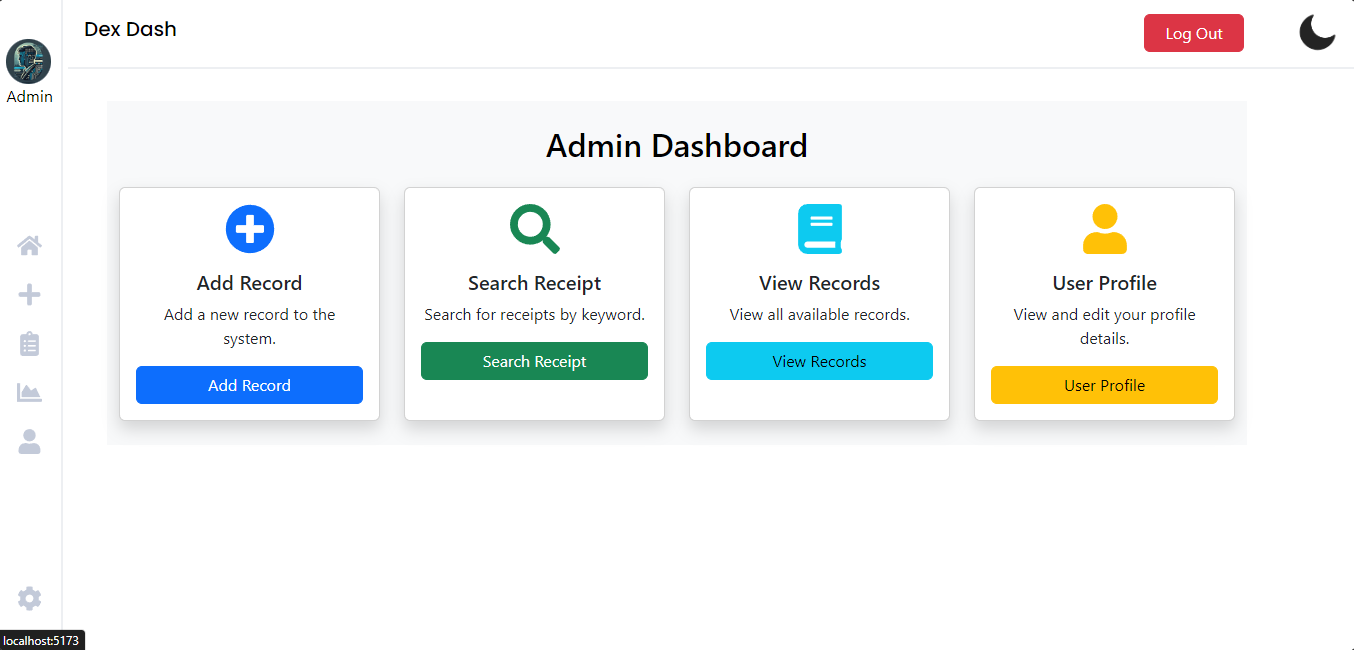 Dex Dash
Log Out
Admin
Admin Dashboard
Add Record
Add a new record to the
system.
Add Record
Search Receipt
Search for receipts by keyword.
Search Receipt
View Records
View all available records.
View Records
User Profile
View and edit your profile
details.
User Profile
localhost:5173